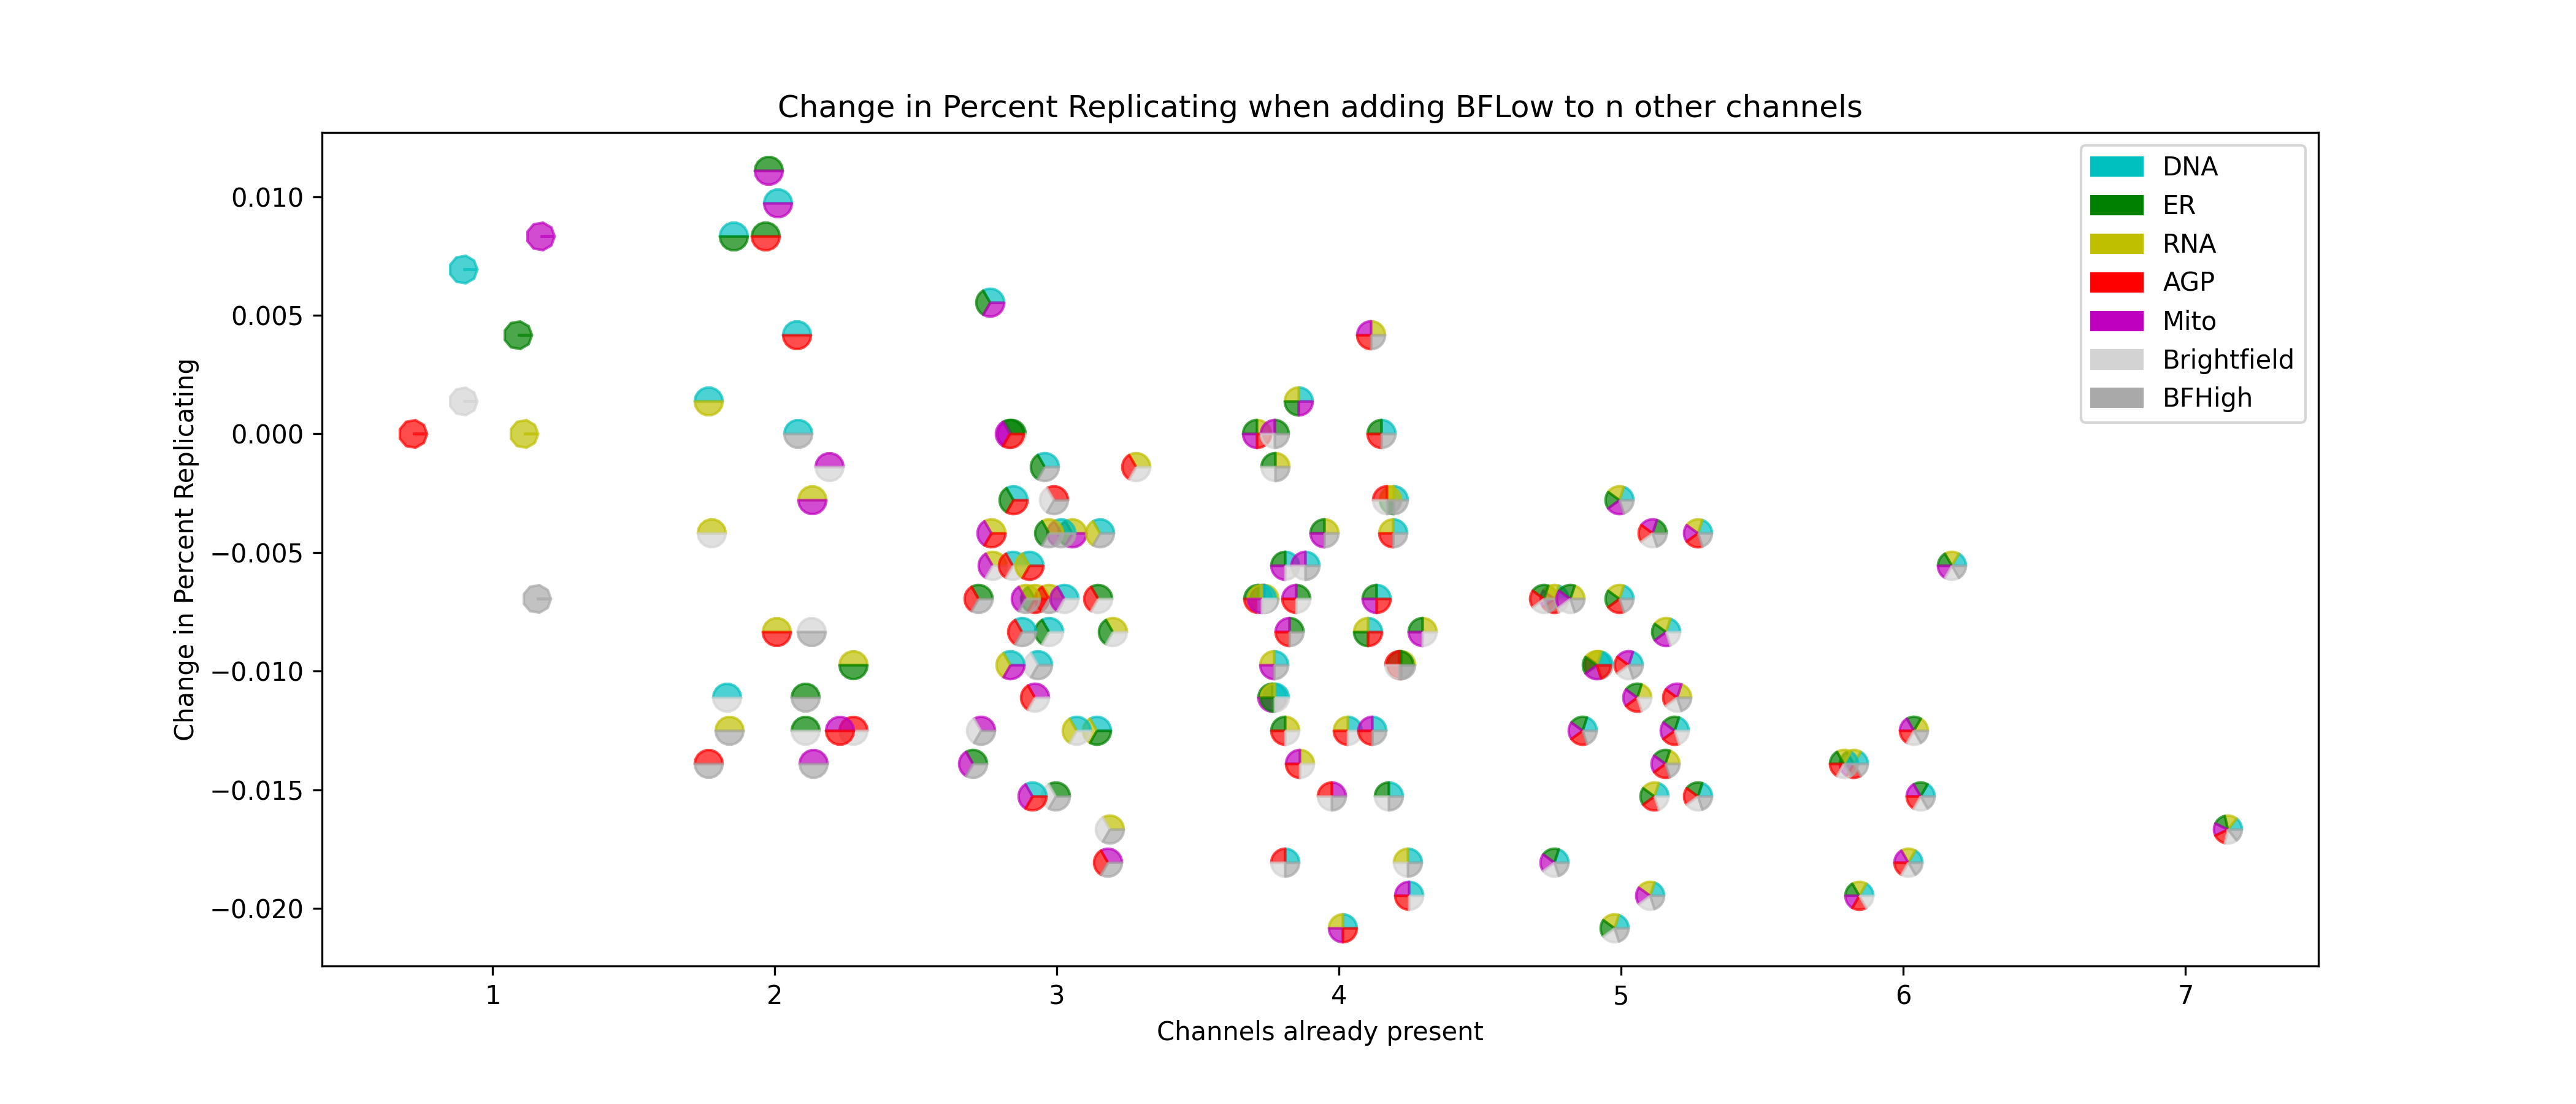 Change in Percent Replicating when adding BFLow to n other channels
DNA
ER
RNA
AGP
Mito
Brightfield
BFHigh
Change in Percent Replicating
0.010
0.005
0.000
−0.005
−0.010
−0.015
−0.020
1 2 3 4 5 6 7
Channels already present